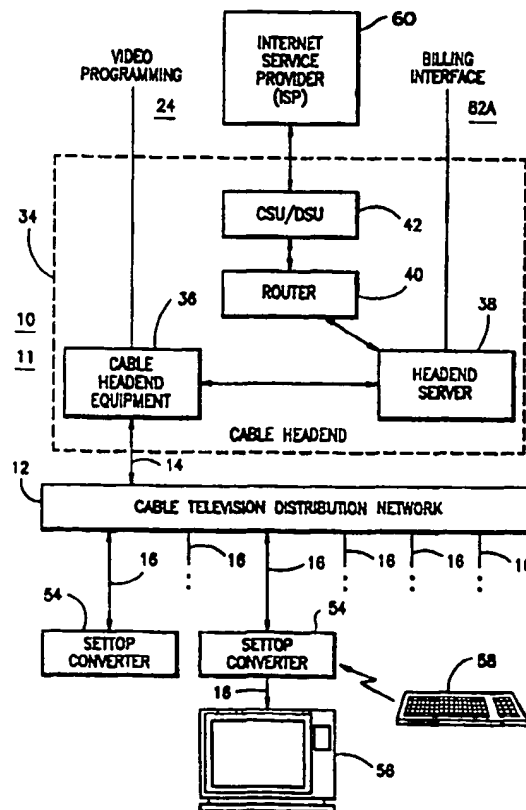 60
VIDEO
PROGRAMMING
24
INTERNET
SERVICE
PROVIDER
(ISP)
BILLING
INTERFACE
82A
34
CSU/DSU
42
10
11
36
ROUTER
40
38
CABLE
HEADEND
EQUIPMENT
HEADEND
SERVER
CABLE HEADEND
14
12
CABLE TELEVISION DISTRIBUTION NETWORK
16
16
16
16
16
16
54
54
SETTOP
CONVERTER
SETTOP
CONVERTER
58
18
56